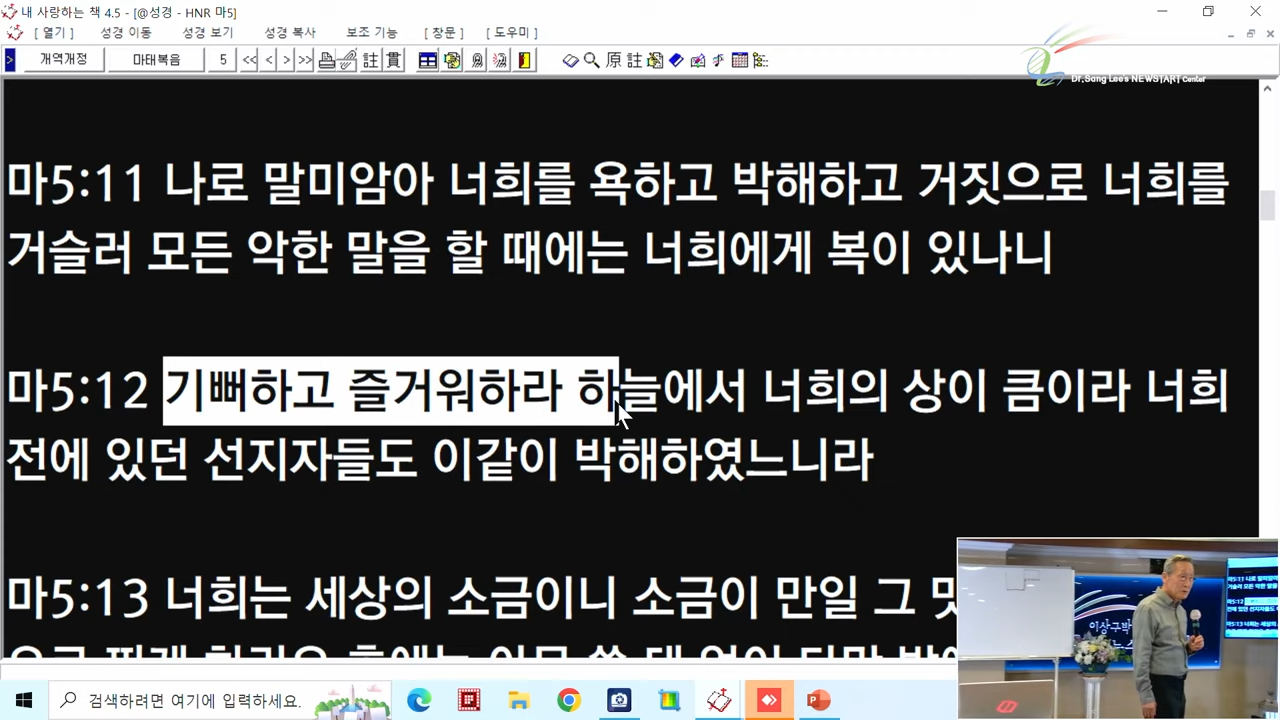 내 사랑하는 책 4.5 - [@성경 - HNR 마5]
[ 열기 ] 성경 이동 성경 보기 성경 복사 보조 기능 [ 창문 ] [ 도우미 ]
개역개정 마태복음 5 << < > >> 註 貫 原 註
Dr.Sang Lee's NEWSTART Center
마5:11 나로 말미암아 너희를 욕하고 박해하고 거짓으로 너희를
거슬러 모든 악한 말을 할 때에는 너희에게 복이 있나니
마5:12 기뻐하고 즐거워하라 하늘에서 너희의 상이 큼이라 너희
전에 있던 선지자들도 이같이 박해하였느니라
마5:13 너희는 세상의 소금이니 소금이 만일 그
이상구박
검색하려면 여기에 입력하세요.